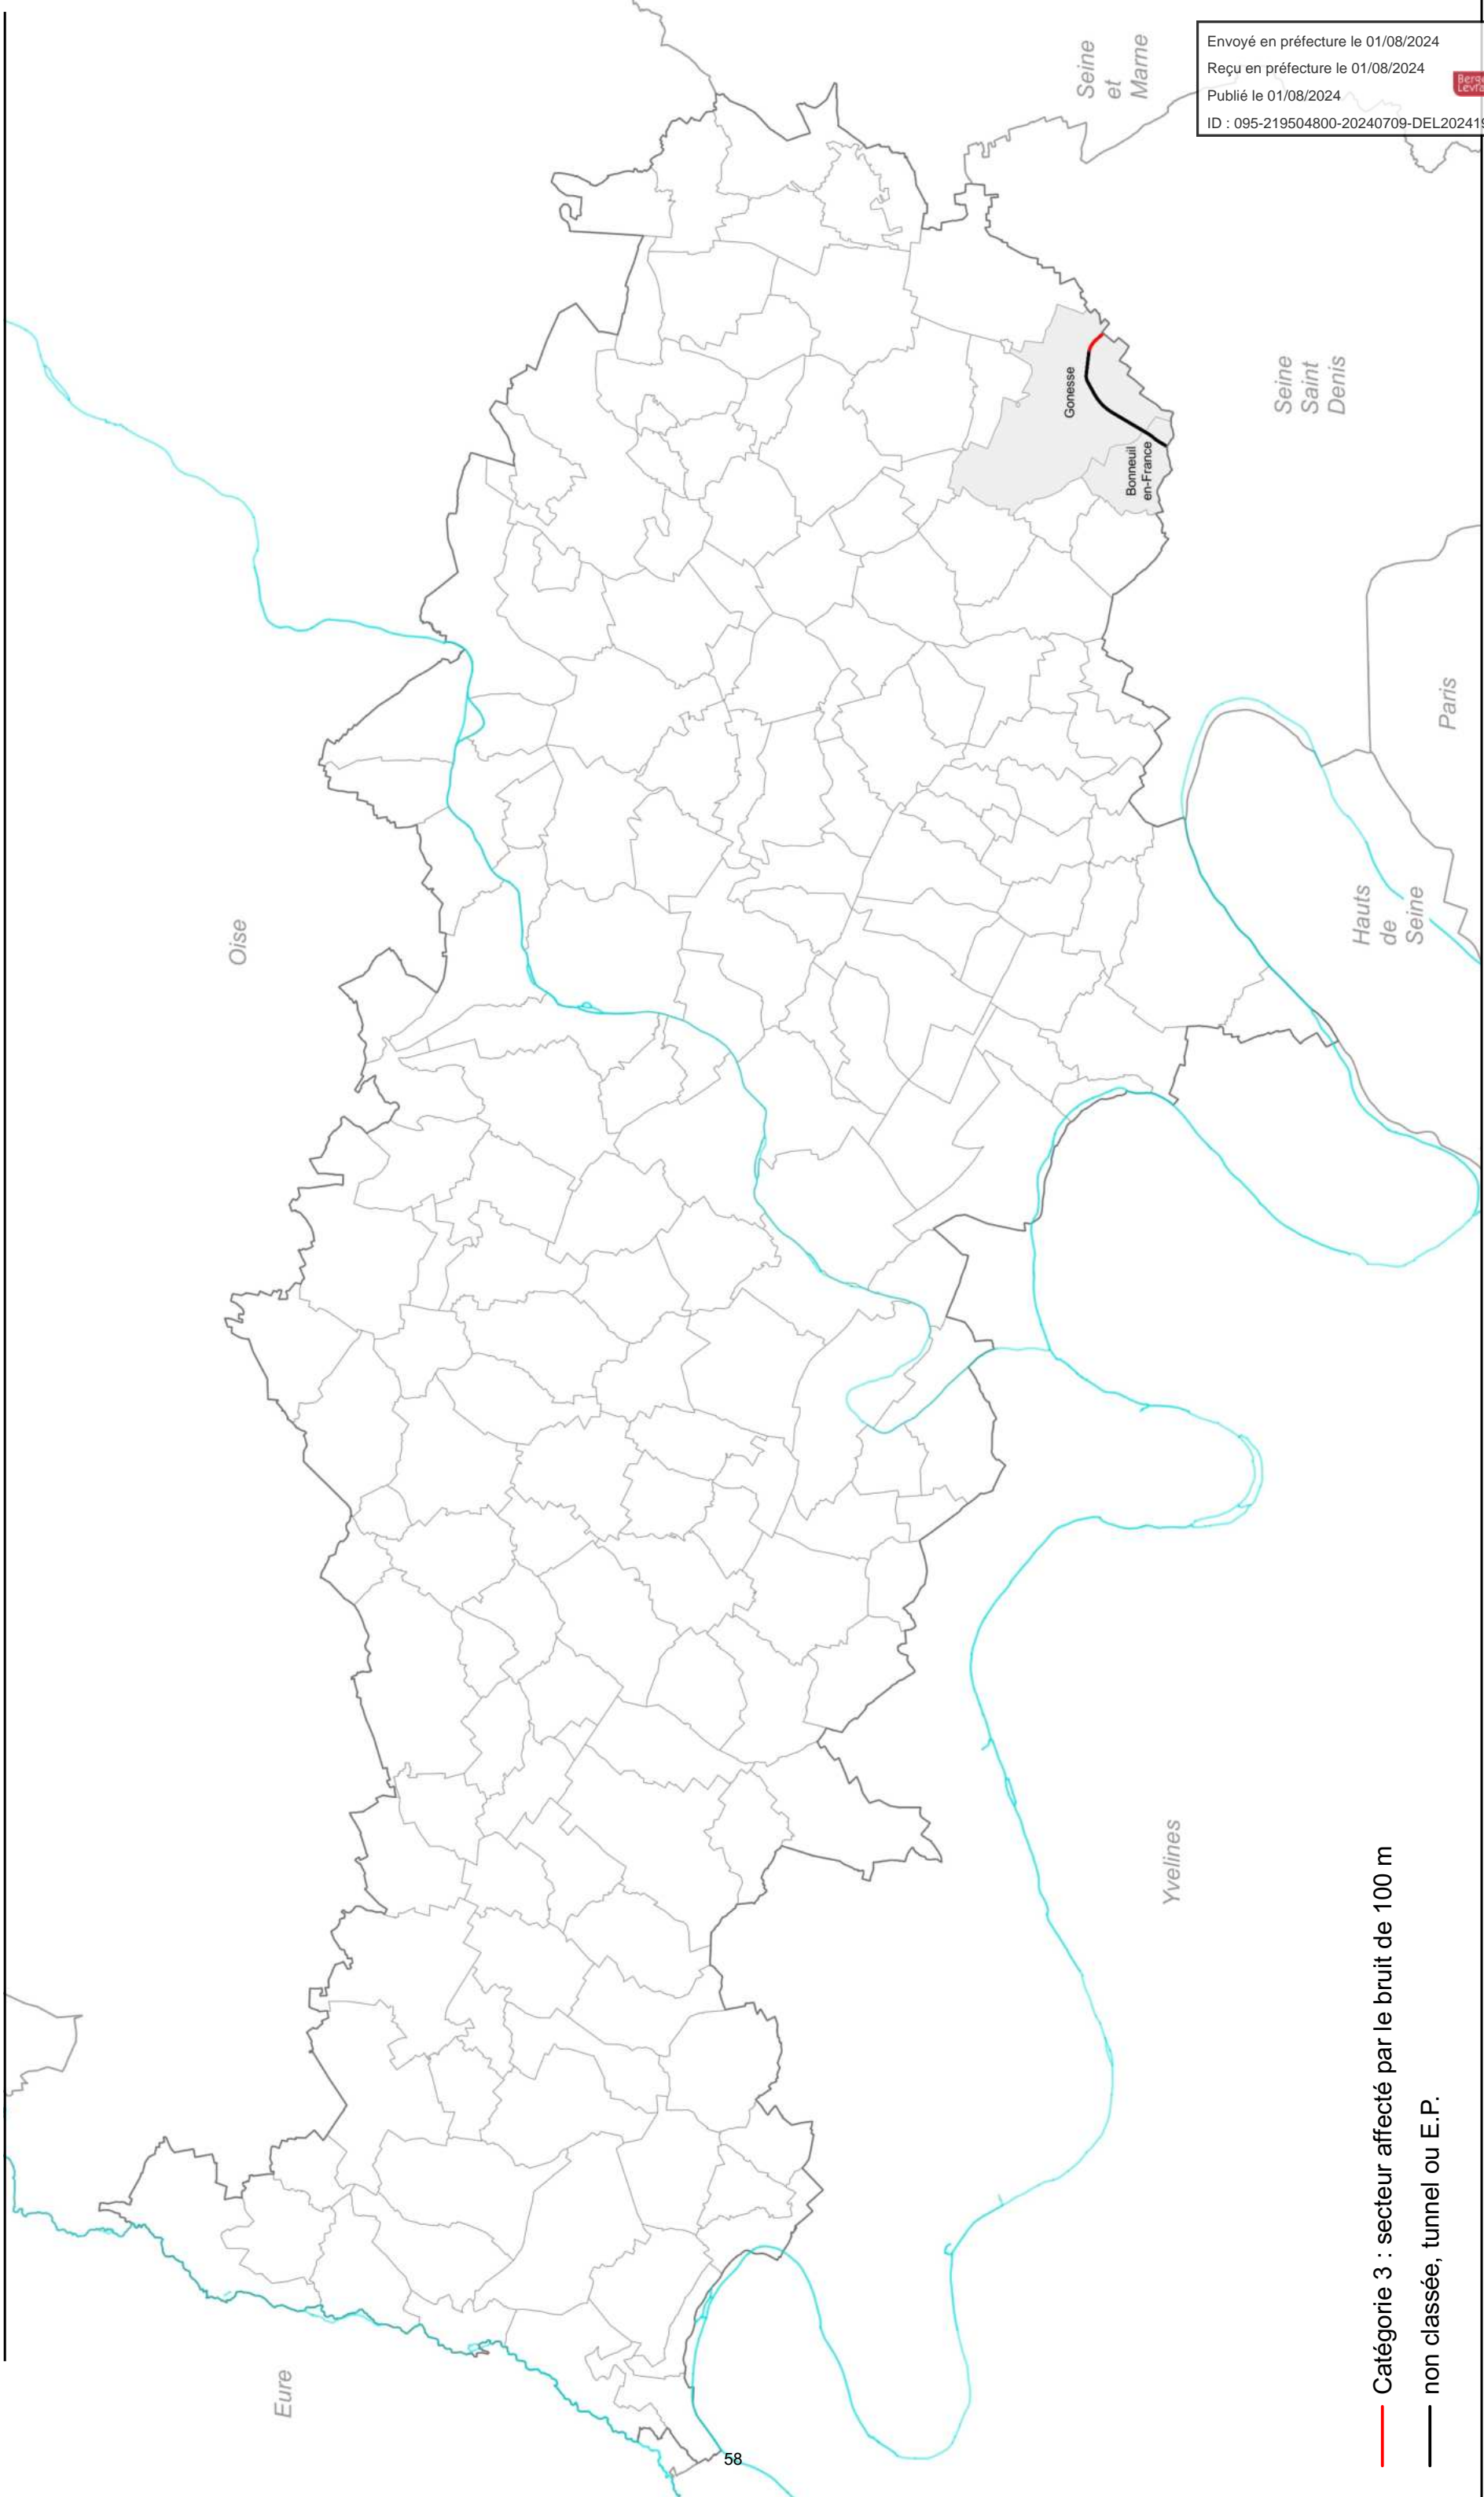 Envoyé en préfecture le 01/08/2024
Reçu en préfecture le 01/08/2024
Publié le 01/08/2024
ID : 095-219504800-20240709-DEL202419
Seine
et
Marne
Seine
Saint
Denis
Gonesse
Bonneuil
en-France
Paris
Hauts
de
Seine
Oise
Yvelines
Eure
Catégorie 3 : secteur affecté par le bruit de 100 m
non classée, tunnel ou E.P.
58